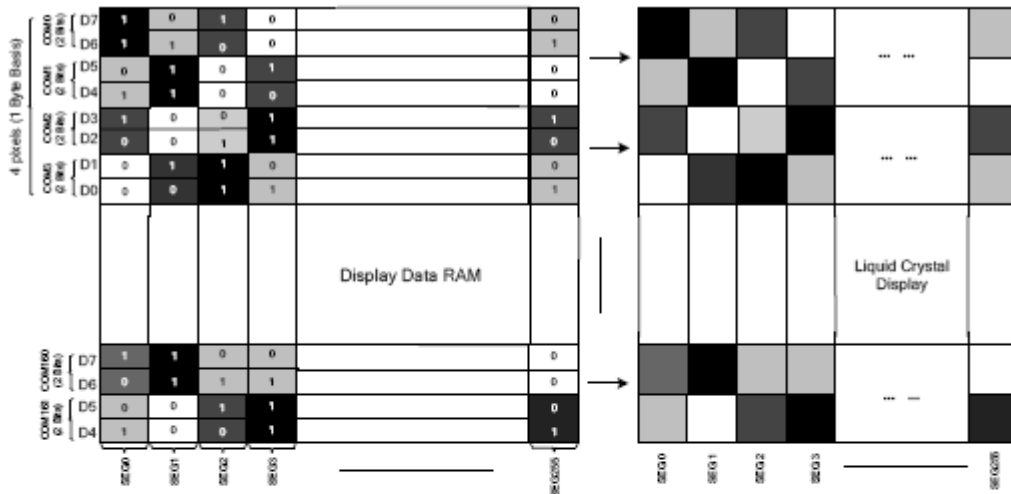 4 pixels (1 Byte Basis)
COM0 (2 Bits)
D7 1 0 1 0 0
D6 1 1 0 0 1
COM1 (2 Bits)
D5 0 1 0 1 0
D4 1 1 0 0 0
COM2 (2 Bits)
D3 1 0 0 1 1
D2 0 0 1 1 0
(2 Bits)
D1 0 1 1 0 0
D0 0 0 1 1 1
Display Data RAM
COM160 (2 Bits)
D7 1 1 0 0 0
D6 0 1 1 1 0
COM161 (2 Bits)
D5 0 0 1 1 0
D4 1 0 0 1 1
SEG0 SEG1 SEG2 SEG3 SEG255
... ...
... ...
Liquid Crystal
Display
... ...
SEG0 SEG1 SEG2 SEG3 SEG255